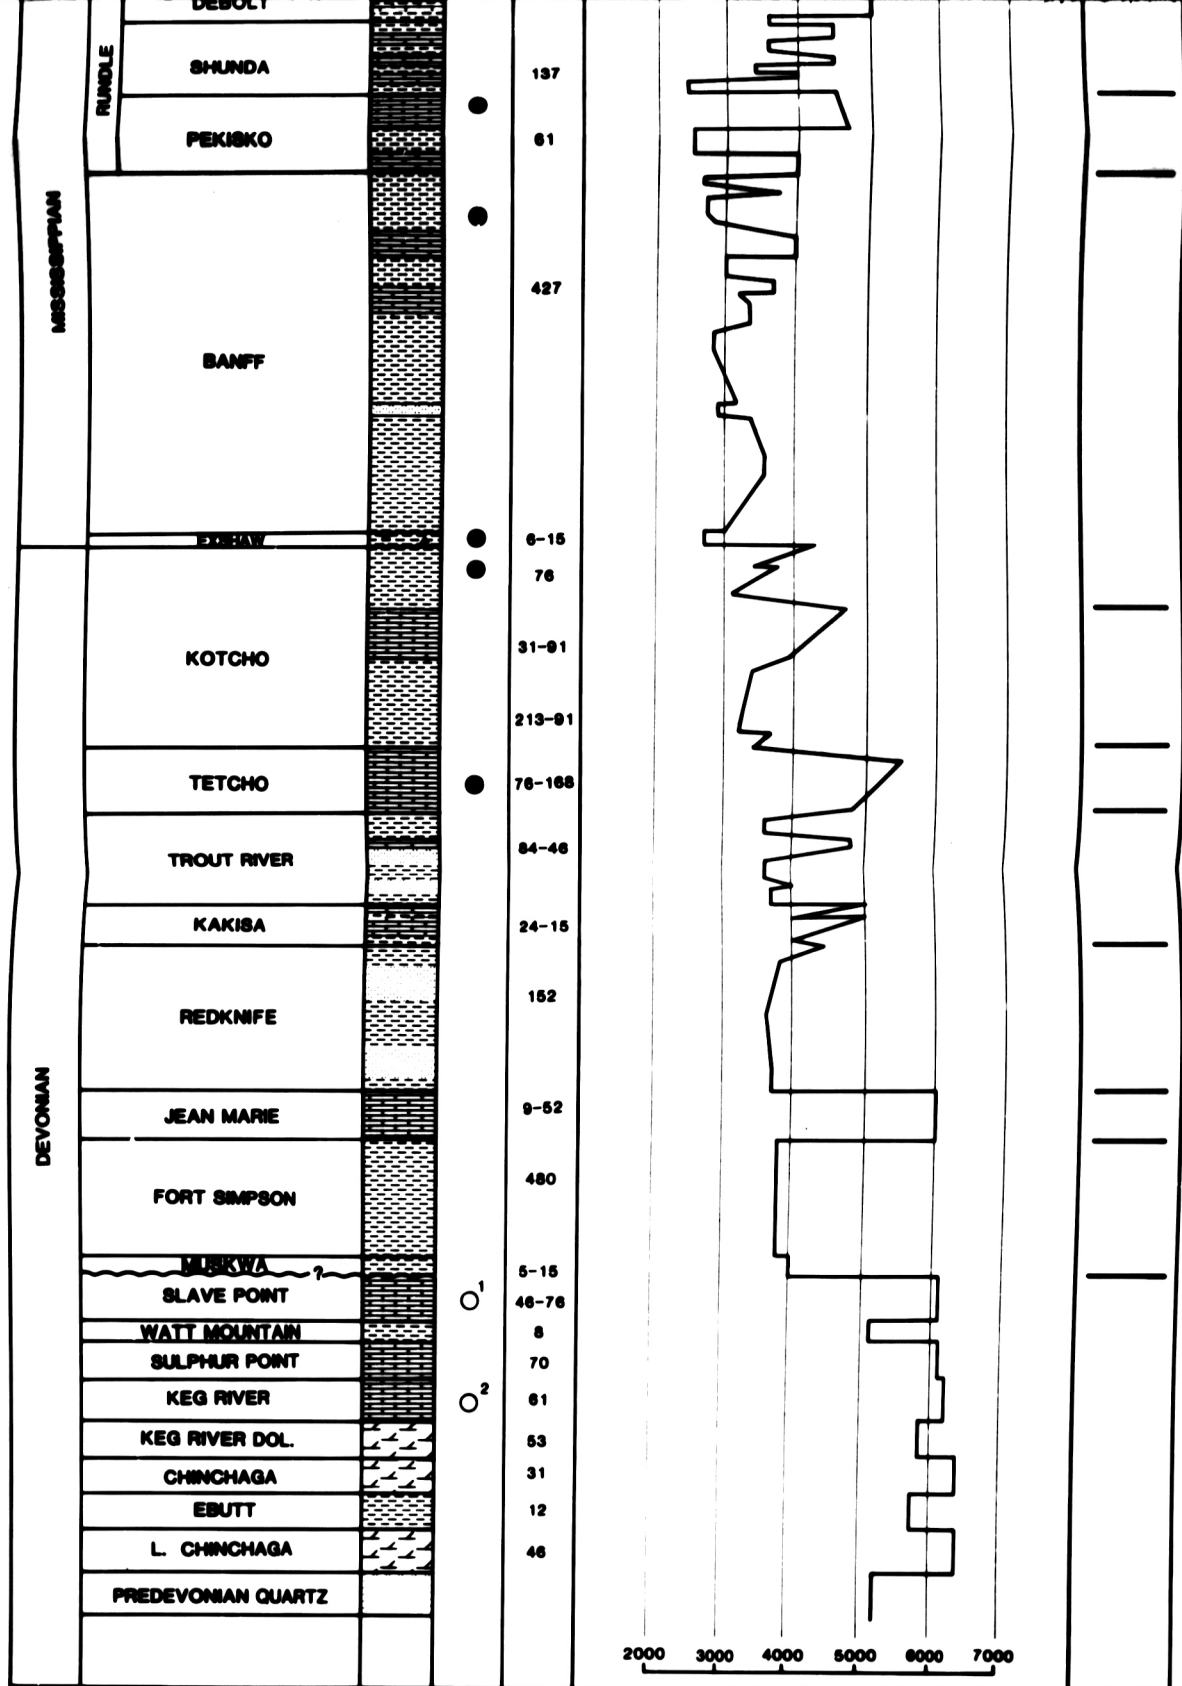 DEBOLT
RUNDLE
SHUNDA 137
PEKISKO 61
MISSISSIPPIAN
BANFF 427
EXSHAW 6-15
76
KOTCHO 31-91
213-91
TETCHO 76-168
TROUT RIVER 84-46
KAKISA 24-15
REDKNIFE 152
DEVONIAN
JEAN MARIE 9-52
FORT SIMPSON 480
MUSKWA 5-15
?
SLAVE POINT 1 46-76
WATT MOUNTAIN 8
SULPHUR POINT 70
KEG RIVER 2 61
KEG RIVER DOL. 53
CHINCHAGA 31
EBUTT 12
L. CHINCHAGA 46
PREDEVONIAN QUARTZ
2000 3000 4000 5000 6000 7000